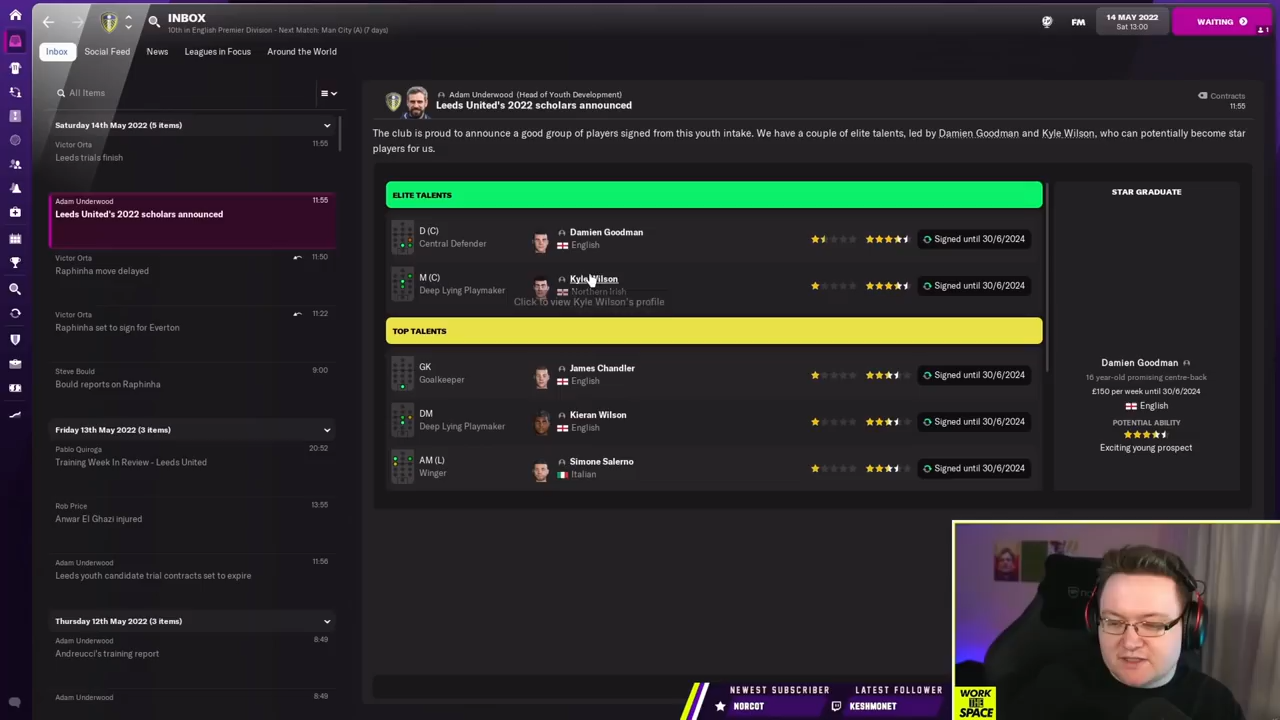 INBOX
10th in English Premier Division - Next Match: Man City (A) (7 days)
FM
14 MAY 2022
Sat 13:00
WAITING
1
Inbox
Social Feed
News
Leagues in Focus
Around the World
All Items
Saturday 14th May 2022 (5 items)
Victor Orta
11:55
Leeds trials finish
Adam Underwood
11:55
Leeds United's 2022 scholars announced
Victor Orta
11:50
Raphinha move delayed
Victor Orta
11:22
Raphinha set to sign for Everton
Steve Bould
9:00
Bould reports on Raphinha
Friday 13th May 2022 (3 items)
Pablo Quiroga
20:52
Training Week In Review - Leeds United
Rob Price
13:55
Anwar El Ghazi injured
Adam Underwood
11:56
Leeds youth candidate trial contracts set to expire
Thursday 12th May 2022 (3 items)
Adam Underwood
8:49
Andreucci's training report
Adam Underwood
8:49
Adam Underwood (Head of Youth Development)
Leeds United's 2022 scholars announced
Contracts
11:55
The club is proud to announce a good group of players signed from this youth intake. We have a couple of elite talents, led by Damien Goodman and Kyle Wilson, who can potentially become star
players for us.
ELITE TALENTS
D (C)
Central Defender
Damien Goodman
English
Signed until 30/6/2024
M (C)
Deep Lying Playmaker
Kyle Wilson
Northern Irish
Click to view Kyle Wilson's profile
Signed until 30/6/2024
TOP TALENTS
GK
Goalkeeper
James Chandler
English
Signed until 30/6/2024
DM
Deep Lying Playmaker
Kieran Wilson
English
Signed until 30/6/2024
AM (L)
Winger
Simone Salerno
Italian
Signed until 30/6/2024
STAR GRADUATE
Damien Goodman
16 year-old promising centre-back
£150 per week until 30/6/2024
English
POTENTIAL ABILITY
Exciting young prospect
NEWEST SUBSCRIBER
NORCOT
LATEST FOLLOWER
KESHMONET
WORK
THE
SPACE